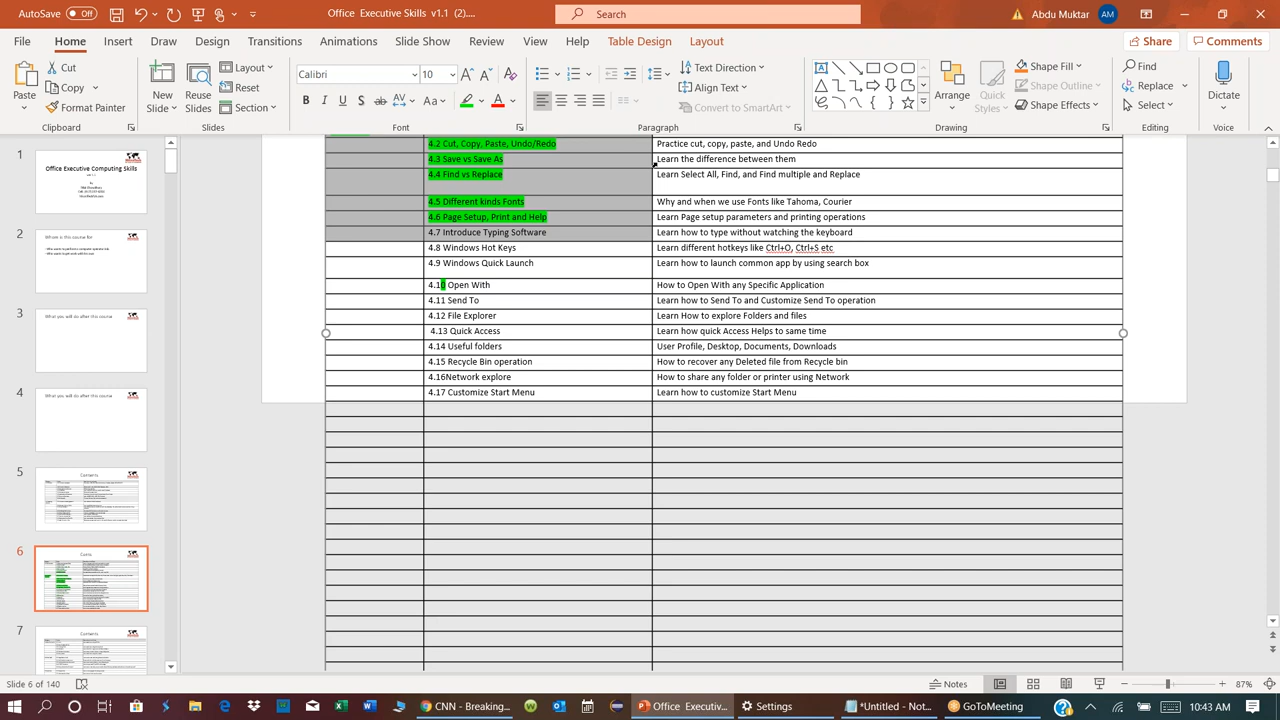 AutoSave Off
Office Executive Skills v1.1 (2)....
Search
Abdu Muktar AM
File Home Insert Draw Design Transitions Animations Slide Show Review View Help Table Design Layout
Share Comments
Paste
Cut
Copy
Format Painter
Clipboard
New Slide
Reuse Slides
Layout
Reset
Section
Slides
Calibri 10
Font
Text Direction
Align Text
Convert to SmartArt
Paragraph
Arrange
Quick Styles
Shape Fill
Shape Outline
Shape Effects
Drawing
Find
Replace
Select
Editing
Dictate
Voice
1
Office Executive Computing Skills
2
3
What you will do after this course
4
What you will do after this course
5
Contents
6
7
Contents
4.2 Cut, Copy, Paste, Undo/Redo Practice cut, copy, paste, and Undo Redo
4.3 Save vs Save As Learn the difference between them
4.4 Find vs Replace Learn Select All, Find, and Find multiple and Replace
4.5 Different kinds Fonts Why and when we use Fonts like Tahoma, Courier
4.6 Page Setup, Print and Help Learn Page setup parameters and printing operations
4.7 Introduce Typing Software Learn how to type without watching the keyboard
4.8 Windows Hot Keys Learn different hotkeys like Ctrl+O, Ctrl+S etc
4.9 Windows Quick Launch Learn how to launch common app by using search box
4.10 Open With How to Open With any Specific Application
4.11 Send To Learn how to Send To and Customize Send To operation
4.12 File Explorer Learn How to explore Folders and files
4.13 Quick Access Learn how quick Access Helps to same time
4.14 Useful folders User Profile, Desktop, Documents, Downloads
4.15 Recycle Bin operation How to recover any Deleted file from Recycle bin
4.16Network explore How to share any folder or printer using Network
4.17 Customize Start Menu Learn how to customize Start Menu
Slide 6 of 140
Notes
87%
CNN - Breaking...
Office Executiv...
Settings
*Untitled - Not...
GoToMeeting
10:43 AM